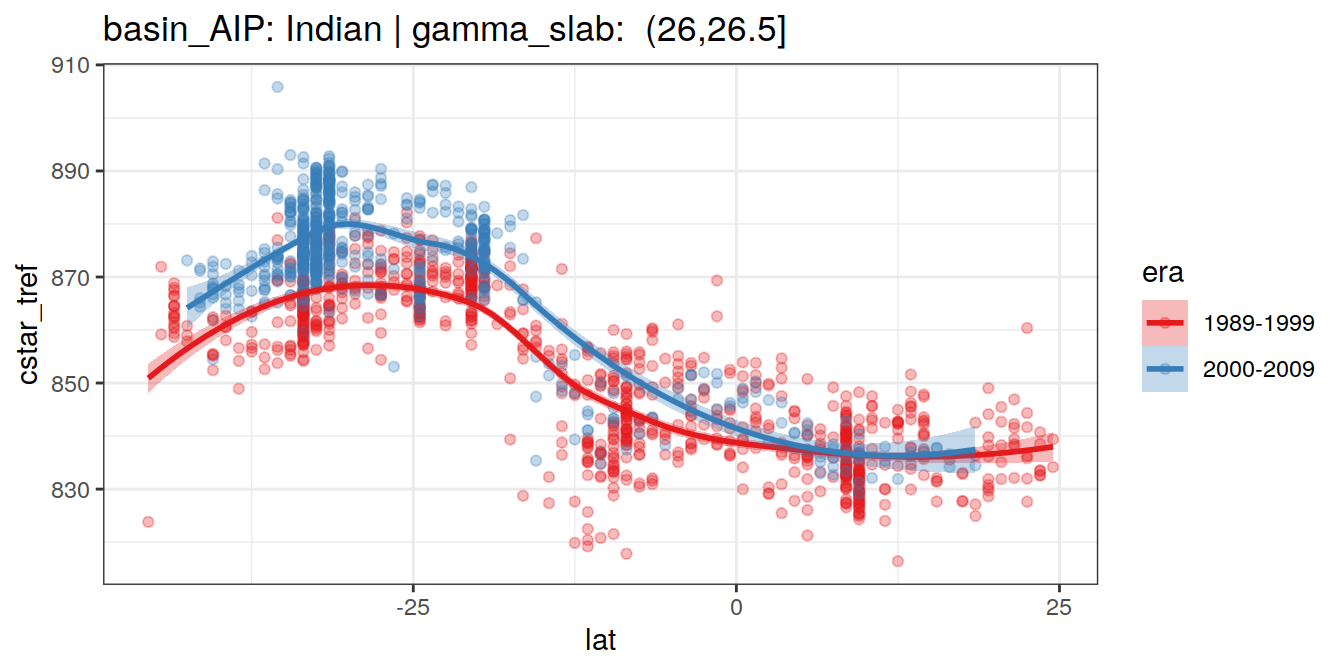 basin_AIP: Indian | gamma_slab:  (26,26.5]
910
890
870
850
830
cstar_tref
-25
0
25
lat
era
1989-1999
2000-2009